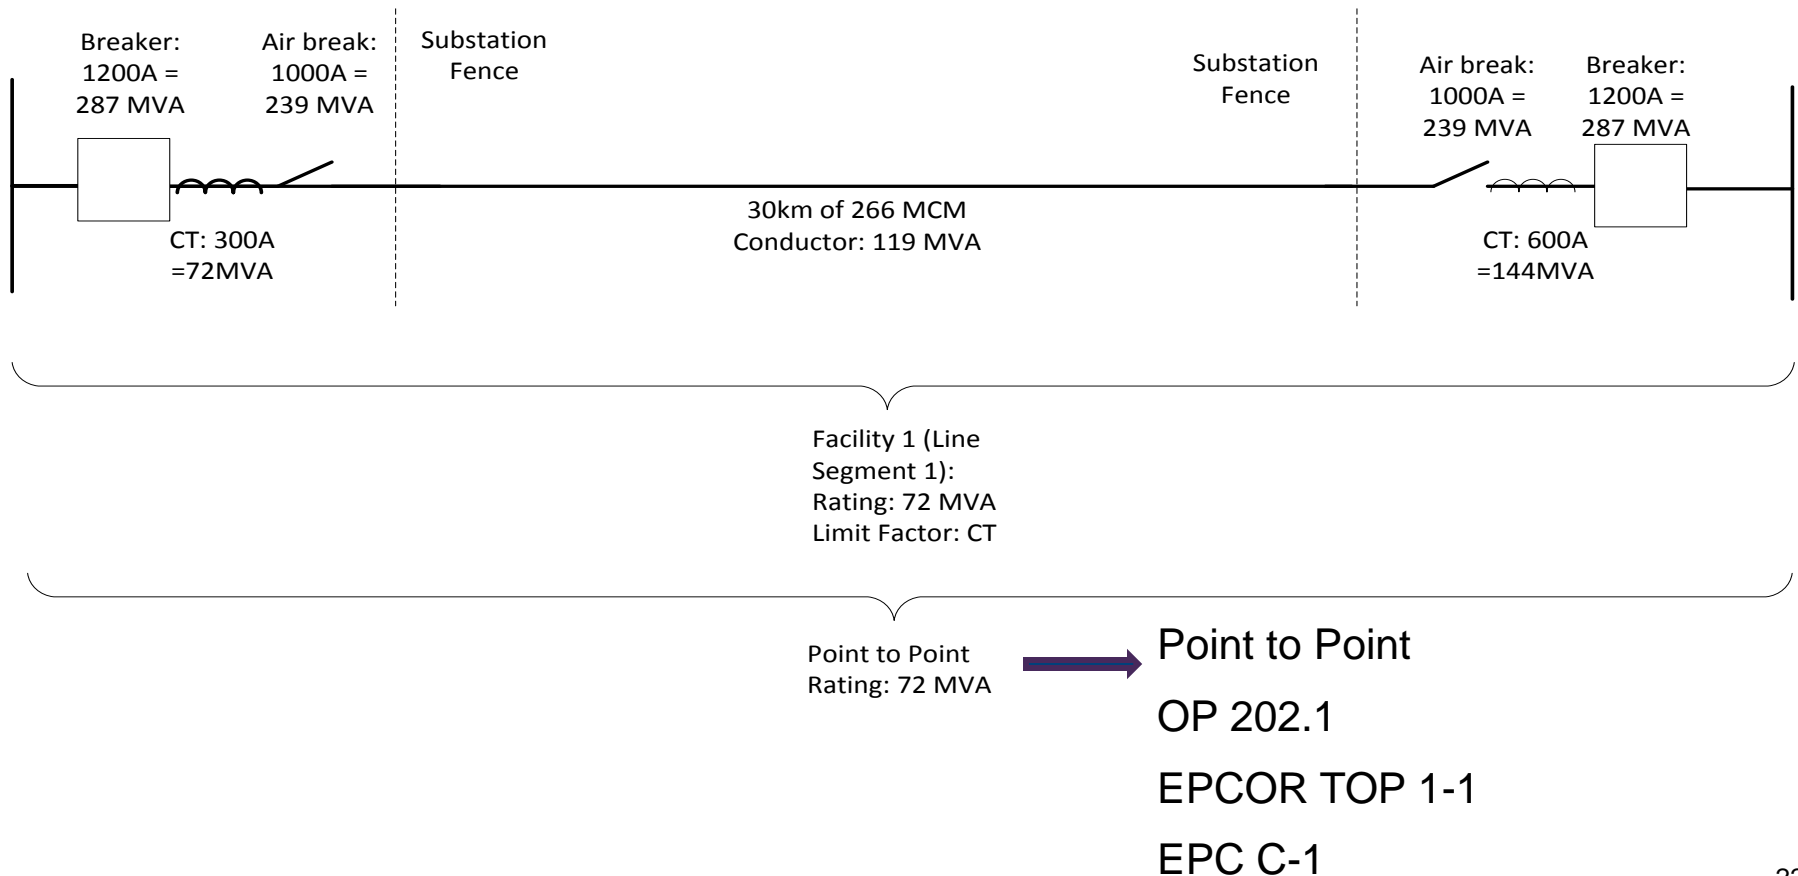 Breaker:
1200A =
287 MVA
Air break:
1000A =
239 MVA
Substation
Fence
Substation
Fence
Air break:
1000A =
239 MVA
Breaker:
1200A =
287 MVA
CT: 300A
=72MVA
30km of 266 MCM
Conductor: 119 MVA
CT: 600A
=144MVA
Facility 1 (Line
Segment 1):
Rating: 72 MVA
Limit Factor: CT
Point to Point
Rating: 72 MVA
Point to Point
OP 202.1
EPCOR TOP 1-1
EPC C-1